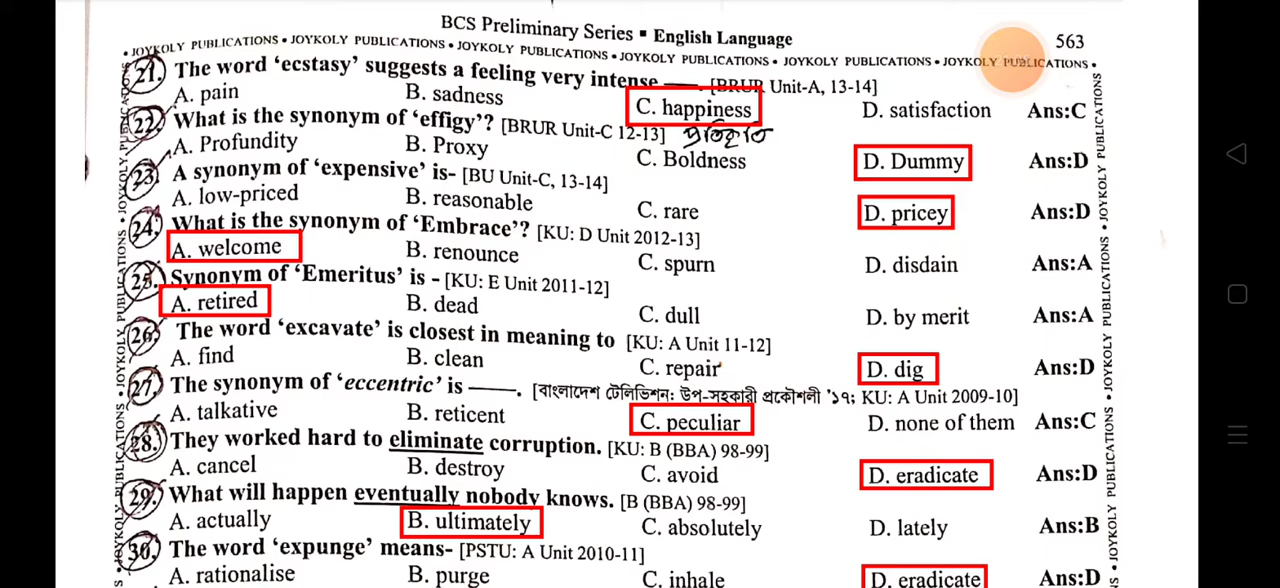 BCS Preliminary Series ▪ English Language
563
• JOYKOLY PUBLICATIONS • JOYKOLY PUBLICATIONS • JOYKOLY PUBLICATIONS • JOYKOLY PUBLICATIONS • JOYKOLY PUBLICATIONS • JOYKOLY PUBLICATIONS •
21. The word ‘ecstasy’ suggests a feeling very intense ——. [BRUR Unit-A, 13-14]
A. pain B. sadness C. happiness D. satisfaction Ans:C
22. What is the synonym of ‘effigy’? [BRUR Unit-C 12-13] প্রতিকৃতি
A. Profundity B. Proxy C. Boldness D. Dummy Ans:D
23. A synonym of ‘expensive’ is- [BU Unit-C, 13-14]
A. low-priced B. reasonable C. rare D. pricey Ans:D
24. What is the synonym of ‘Embrace’? [KU: D Unit 2012-13]
A. welcome B. renounce C. spurn D. disdain Ans:A
25. Synonym of ‘Emeritus’ is - [KU: E Unit 2011-12]
A. retired B. dead C. dull D. by merit Ans:A
26. The word ‘excavate’ is closest in meaning to [KU: A Unit 11-12]
A. find B. clean C. repair D. dig Ans:D
27. The synonym of ‘eccentric’ is ——. [বাংলাদেশ টেলিভিশন: উপ-সহকারী প্রকৌশলী '১৭; KU: A Unit 2009-10]
A. talkative B. reticent C. peculiar D. none of them Ans:C
28. They worked hard to eliminate corruption. [KU: B (BBA) 98-99]
A. cancel B. destroy C. avoid D. eradicate Ans:D
29. What will happen eventually nobody knows. [B (BBA) 98-99]
A. actually B. ultimately C. absolutely D. lately Ans:B
30. The word ‘expunge’ means- [PSTU: A Unit 2010-11]
A. rationalise B. purge C. inhale D. eradicate Ans:D